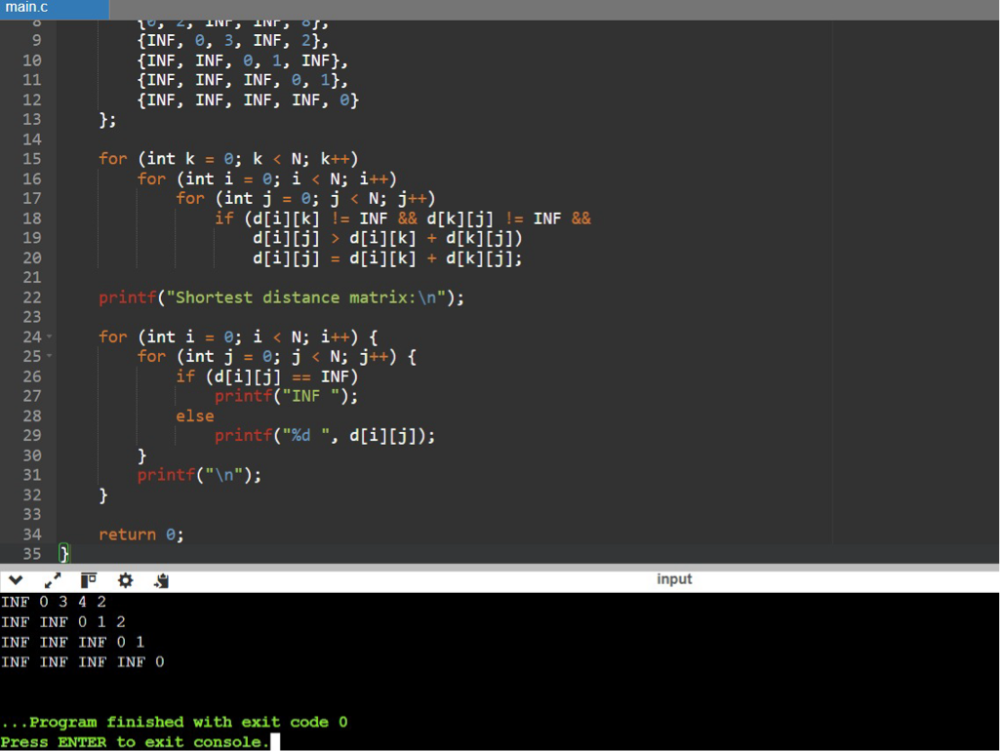 main.c
8 {0, 2, INF, INF, 8},
9 {INF, 0, 3, INF, 2},
10 {INF, INF, 0, 1, INF},
11 {INF, INF, INF, 0, 1},
12 {INF, INF, INF, INF, 0}
13 };
14
15 for (int k = 0; k < N; k++)
16 for (int i = 0; i < N; i++)
17 for (int j = 0; j < N; j++)
18 if (d[i][k] != INF && d[k][j] != INF &&
19 d[i][j] > d[i][k] + d[k][j])
20 d[i][j] = d[i][k] + d[k][j];
21
22 printf("Shortest distance matrix:\n");
23
24 for (int i = 0; i < N; i++) {
25 for (int j = 0; j < N; j++) {
26 if (d[i][j] == INF)
27 printf("INF ");
28 else
29 printf("%d ", d[i][j]);
30 }
31 printf("\n");
32 }
33
34 return 0;
35 }
input
INF 0 3 4 2
INF INF 0 1 2
INF INF INF 0 1
INF INF INF INF 0
...Program finished with exit code 0
Press ENTER to exit console.